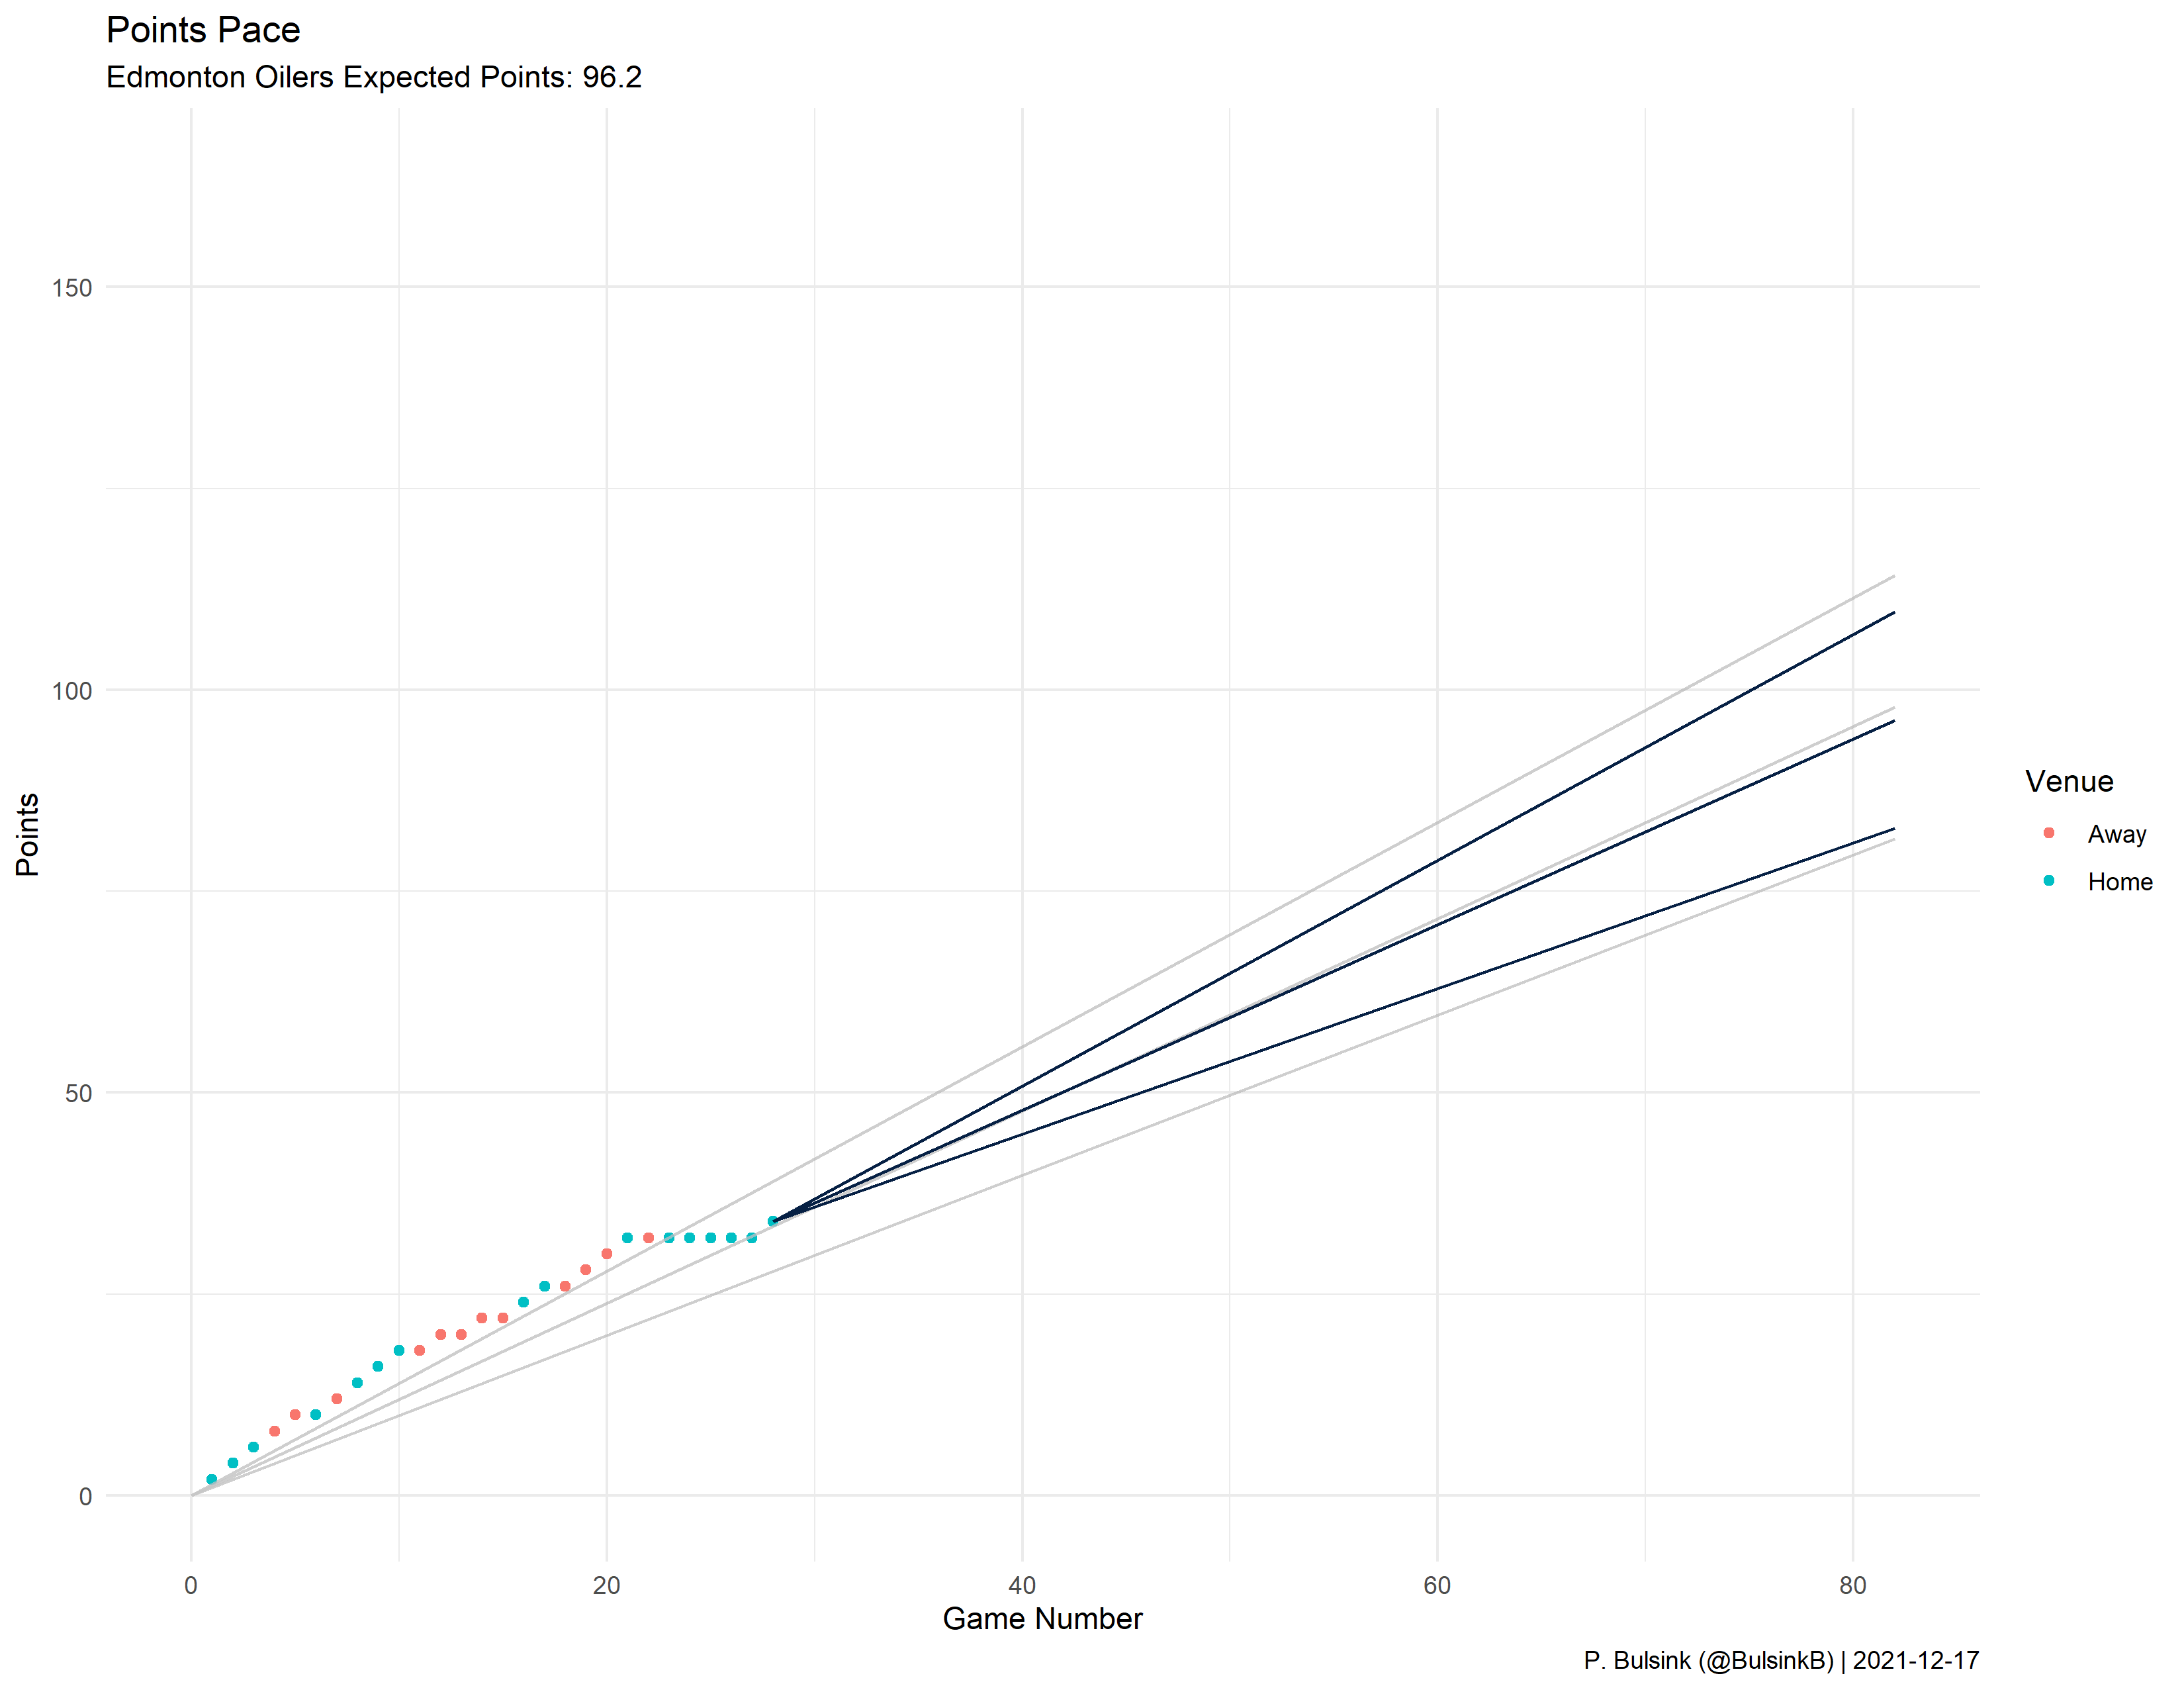 Points Pace
Edmonton Oilers Expected Points: 96.2
150
100
50
0
Points
0 20 40 60 80
Game Number
Venue
Away
Home
P. Bulsink (@BulsinkB) | 2021-12-17